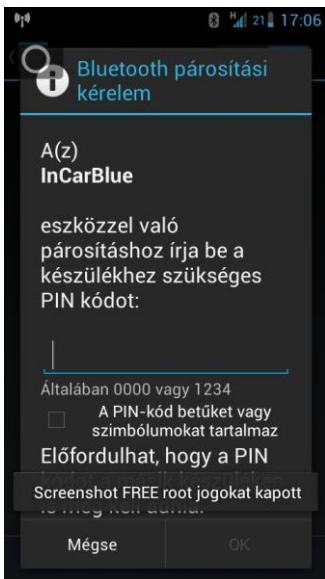 H 21 17:06
Bluetooth párosítási
kérelem
A(z)
InCarBlue
eszközzel való
párosításhoz írja be a
készülékhez szükséges
PIN kódot:
Általában 0000 vagy 1234
A PIN-kód betűket vagy
szimbólumokat tartalmaz
Előfordulhat, hogy a PIN
Screenshot FREE root jogokat kapott
Mégse
OK